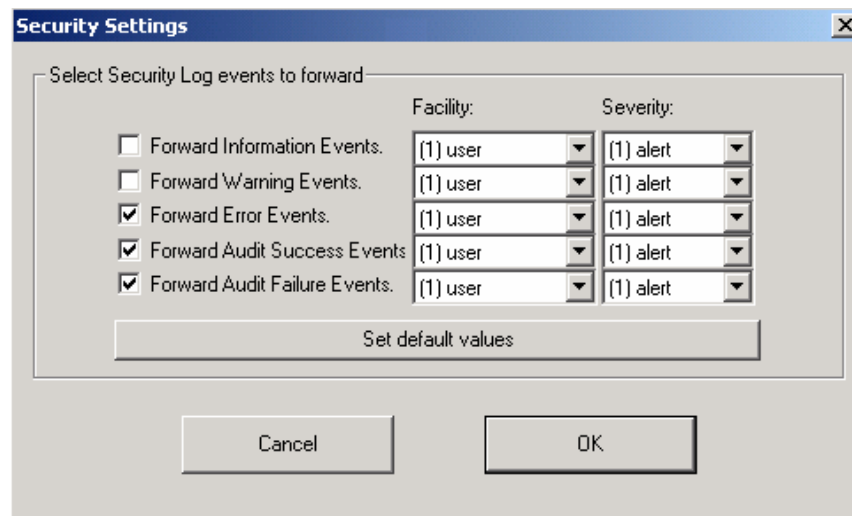 Security Settings
Select Security Log events to forward
Facility: Severity:
Forward Information Events. (1) user (1) alert
Forward Warning Events. (1) user (1) alert
Forward Error Events. (1) user (1) alert
Forward Audit Success Events (1) user (1) alert
Forward Audit Failure Events. (1) user (1) alert
Set default values
Cancel OK